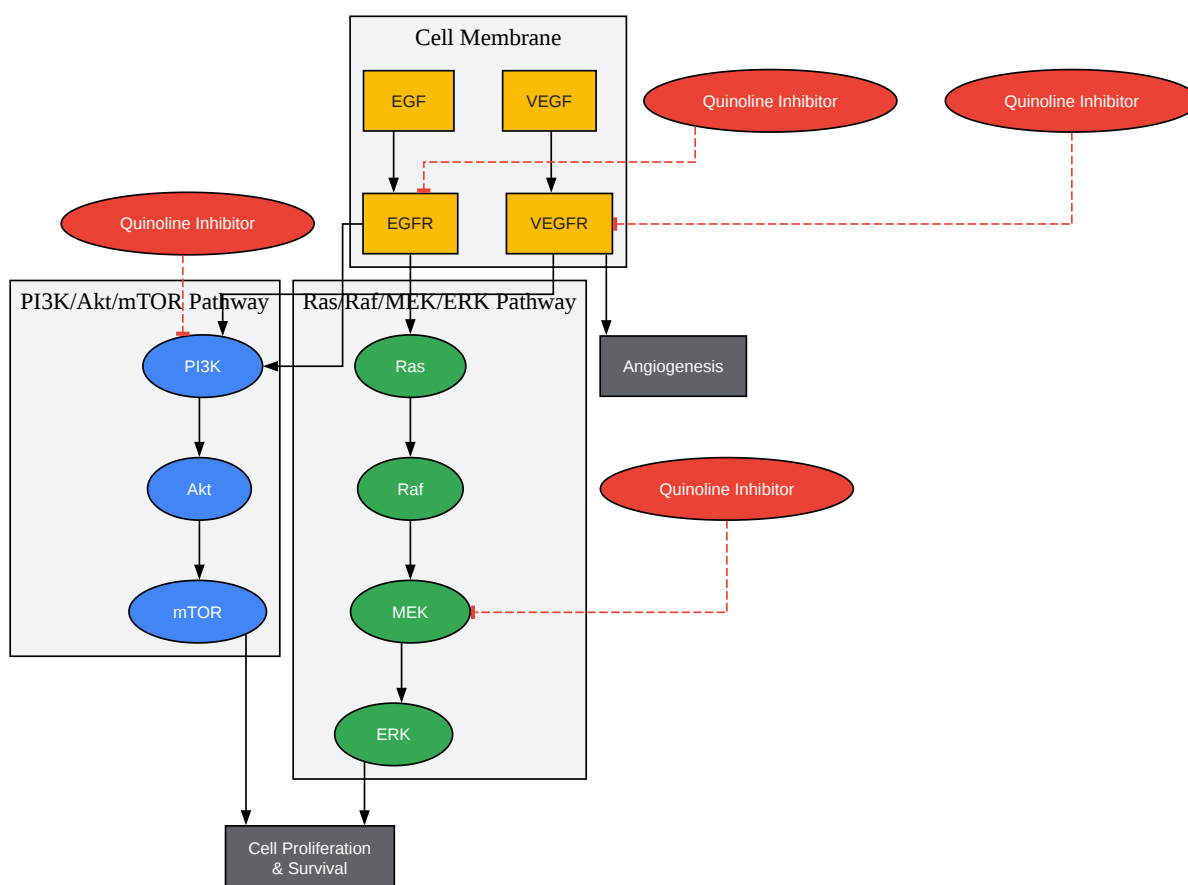 Cell Membrane
EGF
VEGF
Quinoline Inhibitor
Quinoline Inhibitor
Quinoline Inhibitor
EGFR
VEGFR
PI3K/Akt/mTOR Pathway
Ras/Raf/MEK/ERK Pathway
PI3K
Ras
Angiogenesis
Akt
Raf
Quinoline Inhibitor
mTOR
MEK
ERK
Cell Proliferation
& Survival